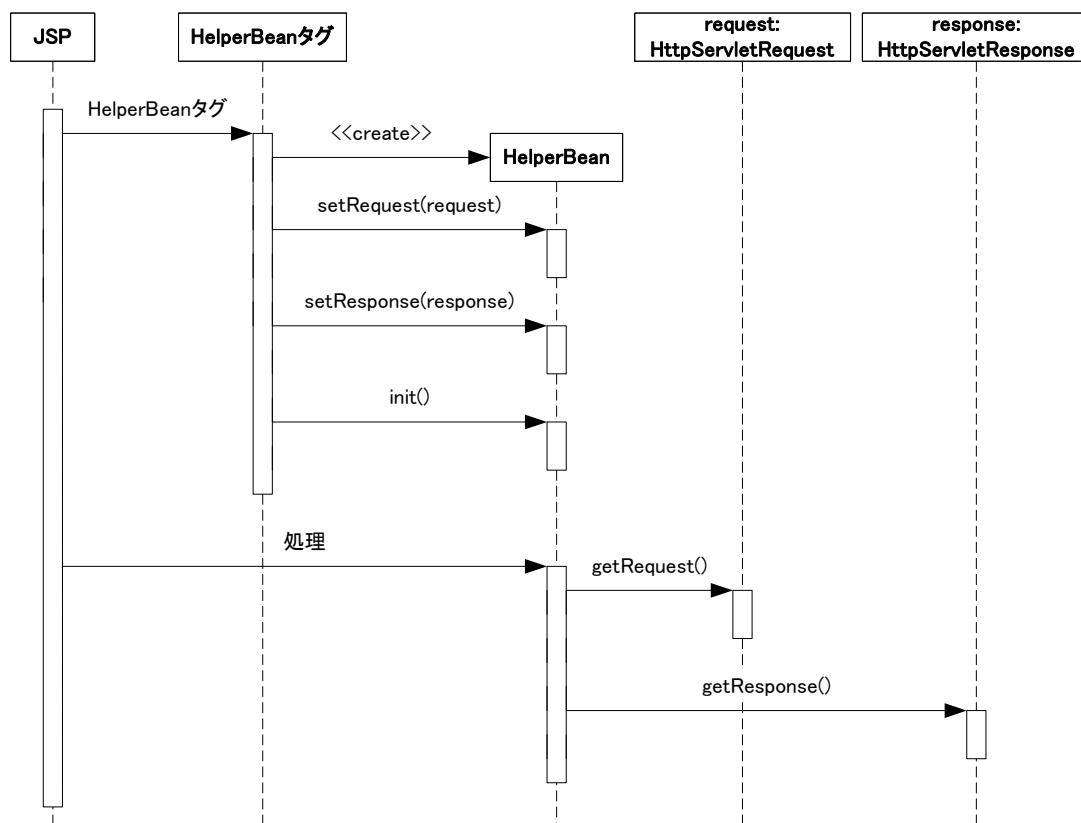 JSP
HelperBeanタグ
request:
HttpServletRequest
response:
HttpServletResponse
HelperBeanタグ
<<create>>
HelperBean
setRequest(request)
setResponse(response)
init()
処理
getRequest()
getResponse()